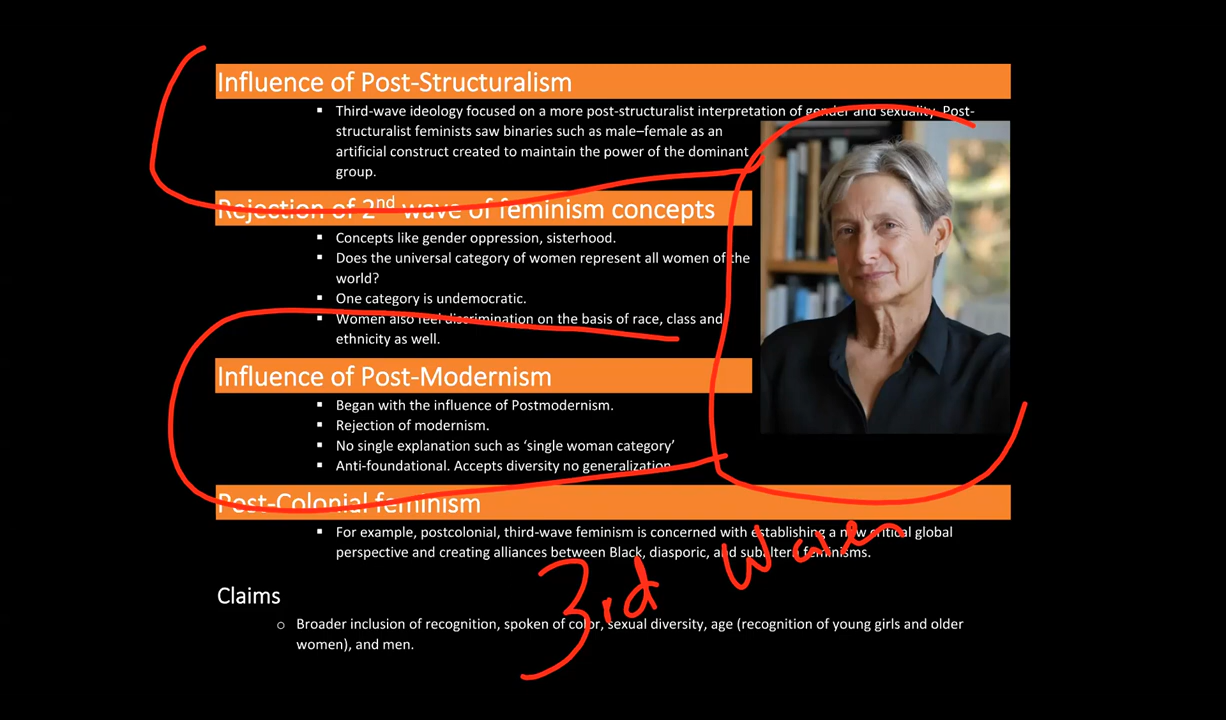 Influence of Post-Structuralism
▪ Third-wave ideology focused on a more post-structuralist interpretation of gender and sexuality. Post-
structuralist feminists saw binaries such as male–female as an
artificial construct created to maintain the power of the dominant
group.
Rejection of 2nd wave of feminism concepts
▪ Concepts like gender oppression, sisterhood.
▪ Does the universal category of women represent all women of the
world?
▪ One category is undemocratic.
▪ Women also feel discrimination on the basis of race, class and
ethnicity as well.
Influence of Post-Modernism
▪ Began with the influence of Postmodernism.
▪ Rejection of modernism.
▪ No single explanation such as ‘single woman category’
▪ Anti-foundational. Accepts diversity no generalization
Post-Colonial feminism
▪ For example, postcolonial, third-wave feminism is concerned with establishing a new critical global
perspective and creating alliances between Black, diasporic, and subaltern feminisms.
3rd Wave
Claims
o Broader inclusion of recognition, spoken of color, sexual diversity, age (recognition of young girls and older
women), and men.